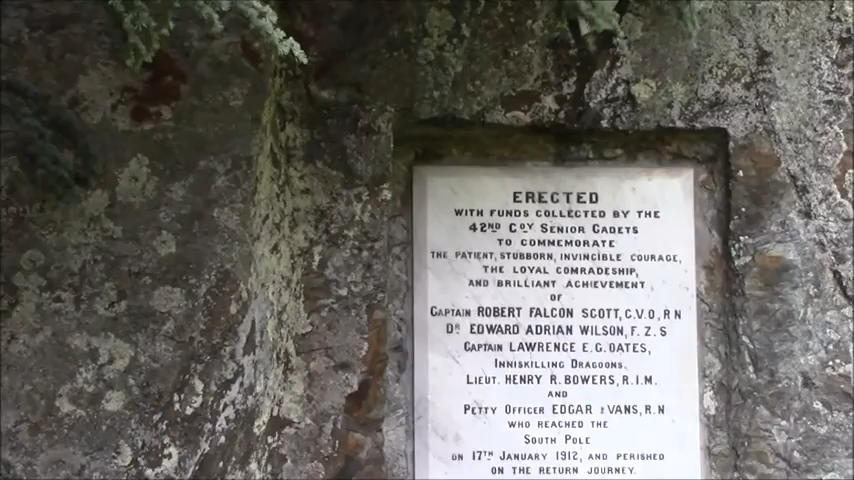 ERECTED
WITH FUNDS COLLECTED BY THE
42ND COY SENIOR CADETS,
TO COMMEMORATE
THE PATIENT, STUBBORN, INVINCIBLE COURAGE,
THE LOYAL COMRADESHIP,
AND BRILLIANT ACHIEVEMENT
OF
CAPTAIN ROBERT FALCON SCOTT, C.V.O, R.N
DR EDWARD ADRIAN WILSON, F.Z.S.
CAPTAIN LAWRENCE E.G. OATES,
INNISKILLING DRAGOONS,
LIEUT. HENRY R. BOWERS, R.I.M.
AND
PETTY OFFICER EDGAR EVANS, R.N
WHO REACHED THE
SOUTH POLE
ON 17TH JANUARY 1912, AND PERISHED
ON THE RETURN JOURNEY.